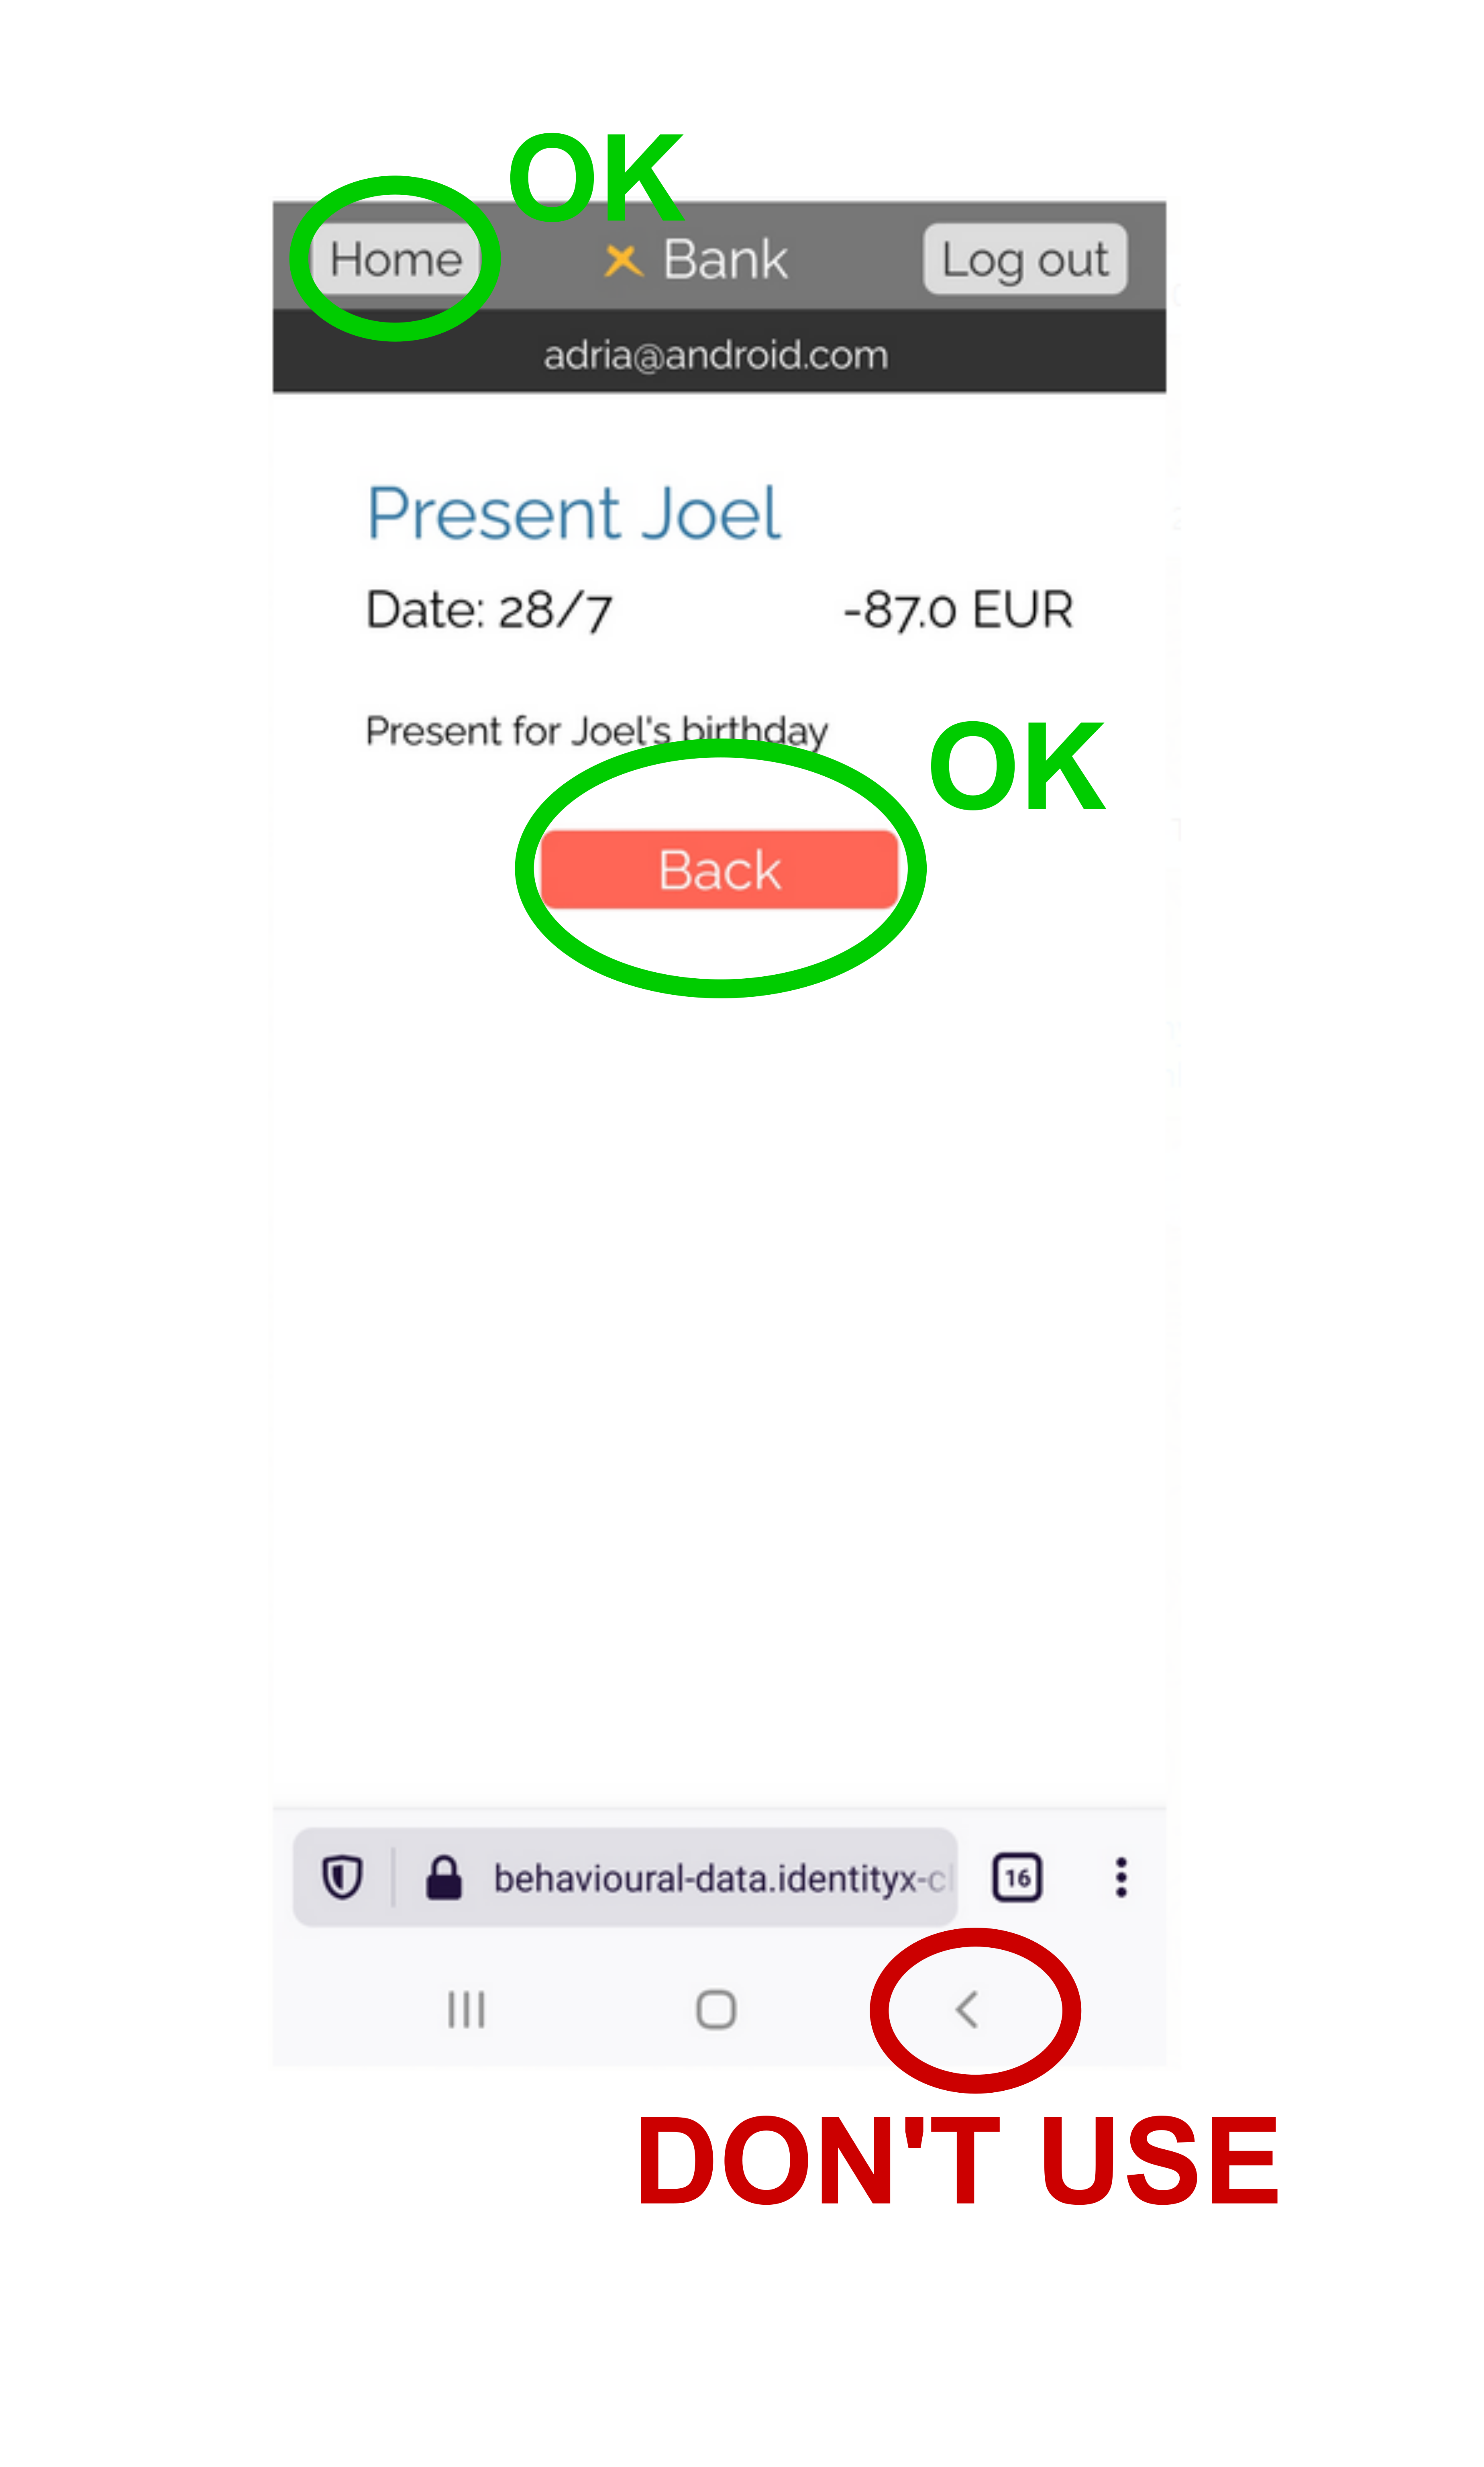 OK
Home
Bank
Log out
adria@android.com
Present Joel
Date: 28/7
-87.0 EUR
Present for Joel's birthday
OK
Back
behavioural-data.identityx-cl
16
DON'T USE